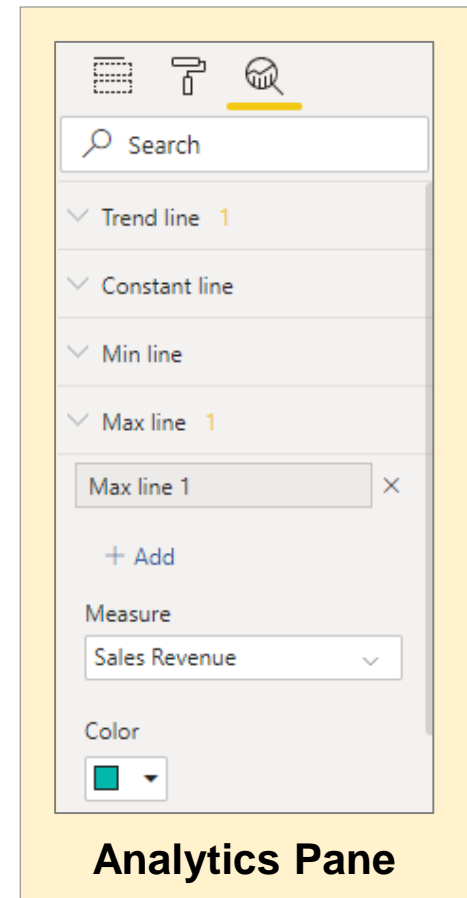 Search
Trend line 1
Constant line
Min line
Max line 1
Max line 1
+ Add
Measure
Sales Revenue
Color
Analytics Pane